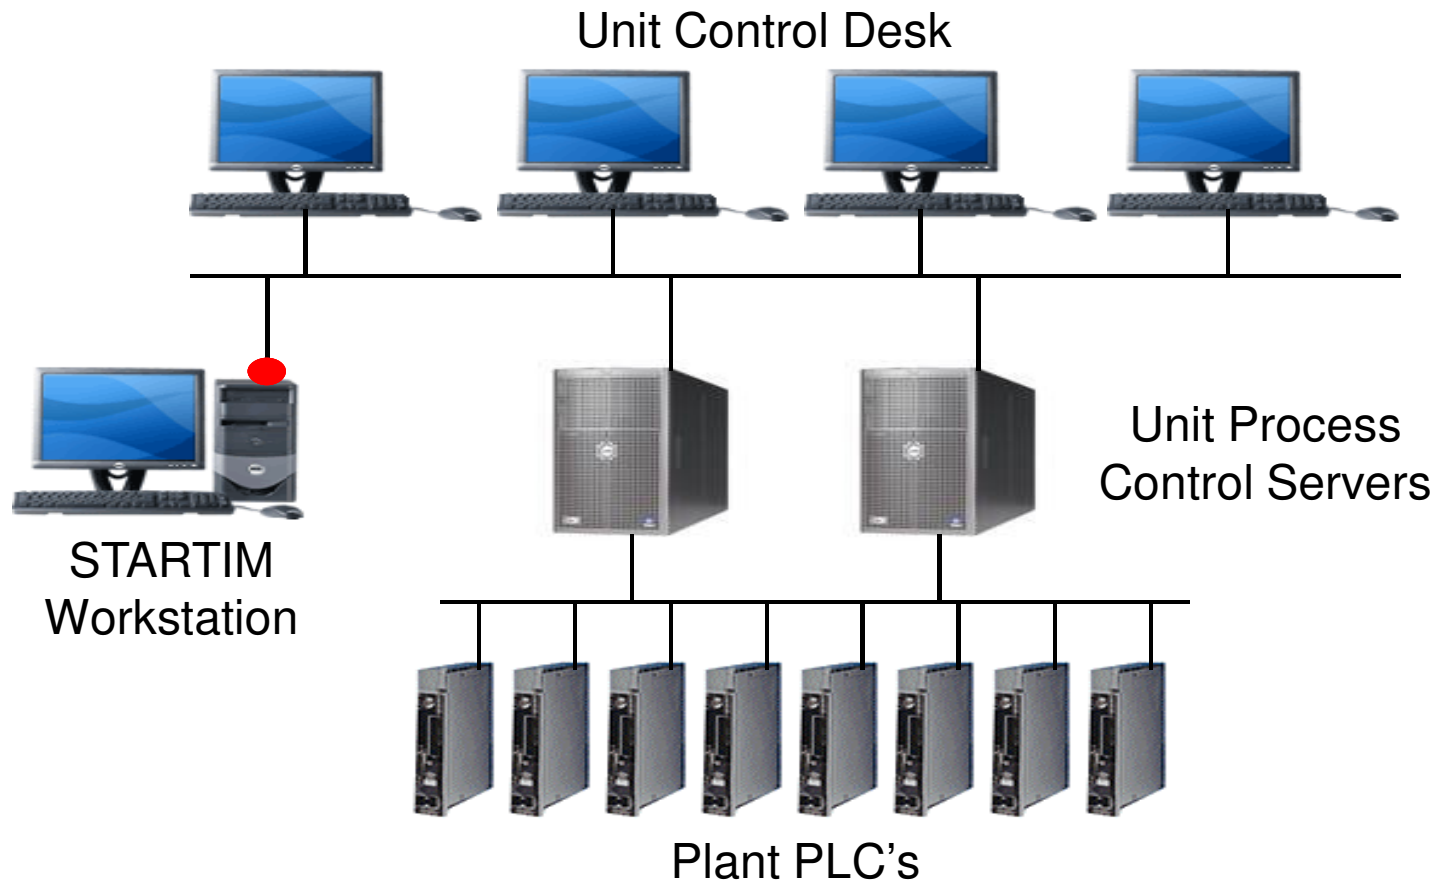 Unit Control Desk
Unit Process
Control Servers
STARTIM
Workstation
Plant PLC’s